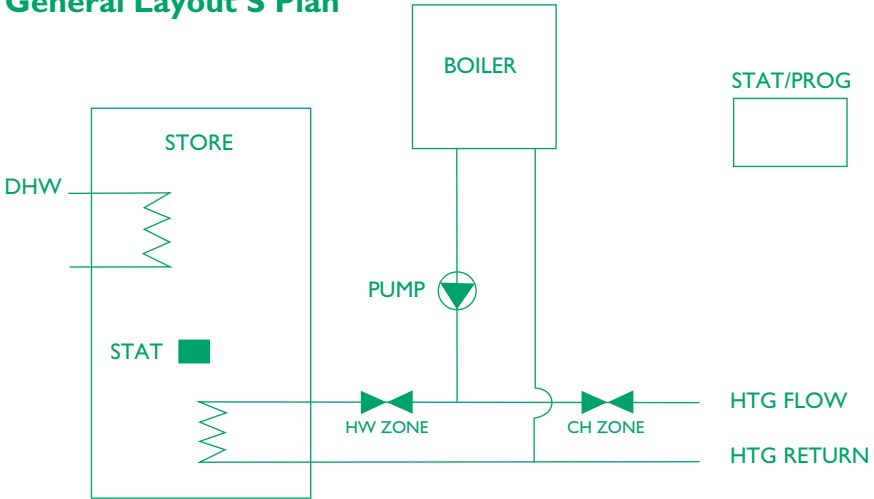 General Layout S Plan
BOILER
STAT/PROG
STORE
DHW
PUMP
STAT
HW ZONE
CH ZONE
HTG FLOW
HTG RETURN